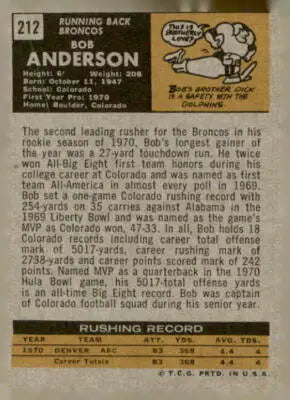 212
RUNNING BACK
BRONCOS
BOB
ANDERSON
Height: 6' Weight: 208
Born: October 11, 1947
School: Colorado
First Year Pro: 1970
Home: Boulder, Colorado
THIS IS
BROTHERLY
LOVE?
BOB'S BROTHER, DICK
IS A SAFETY WITH THE
DOLPHINS.
The second leading rusher for the Broncos in his
rookie season of 1970, Bob's longest gainer of
the year was a 27-yard touchdown run. He twice
won All-Big Eight first team honors during his
college career at Colorado and was named as first
team All-America in almost every poll in 1969.
Bob set a one-game Colorado rushing record with
254-yards on 35 carries against Alabama in the
1969 Liberty Bowl and was named as the game's
MVP as Colorado won, 47-33. In all, Bob holds 18
Colorado records including career total offense
mark of 5017-yards, career rushing mark of
2738-yards and career points scored mark of 242
points. Named MVP as a quarterback in the 1970
Hula Bowl game, his 5017-total offense yards
is an all-time Big Eight record. Bob was captain
of Colorado football squad during his senior year.
RUSHING RECORD
YEAR TEAM ATT. YDS. AVG. TDS.
1970 DENVER AFC 83 368 4.4 4
Career Totals 83 368 4.4 4
© T.C.G. PRTD. IN U.S.A.